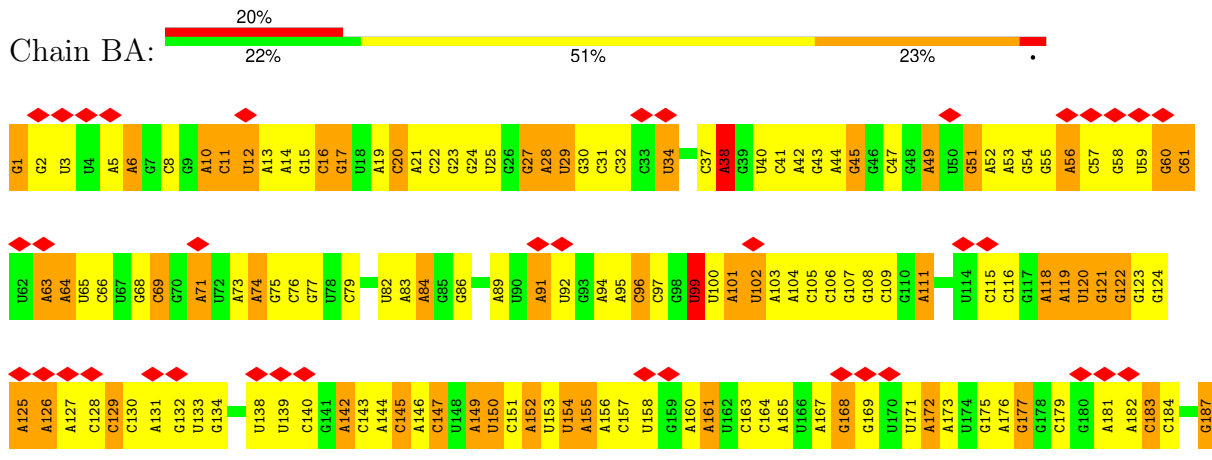 20%
Chain BA:
22% 51% 23% •
G1 G2 U3 U4 A5 A6 G7 C8 G9 A10 C11 U12 A13 A14 G15 C16 G17 U18 A19 C20 A21 C22 G23 G24 U25 G26 G27 A28 U29 G30 C31 C32 C33 U34 C37 A38 G39 U40 C41 A42 G43 A44 G45 G46 C47 G48 A49 U50 G51 A52 A53 G54 G55 A56 C57 G58 U59 G60 C61
U62 A63 A64 U65 C66 U67 G68 C69 G70 A71 U72 A73 A74 G75 C76 G77 U78 C79 U82 A83 A84 G85 G86 A89 U90 A91 U92 G93 A94 A95 C96 C97 G98 U99 U100 A101 U102 A103 A104 C105 C106 G107 G108 C109 G110 A111 U114 C115 C116 G117 A118 A119 U120 G121 G122 G123 G124
A125 A126 A127 C128 C129 C130 A131 G132 U133 G134 U138 U139 C140 G141 A142 C143 A144 C145 A146 C147 U148 A149 U150 C151 A152 U153 U154 A155 A156 C157 U158 G159 A160 A161 U162 C163 C164 A165 U166 A167 G168 G169 U170 U171 A172 A173 U174 G175 A176 G177 G178 C179 G180 A181 A182 C183 C184 G187